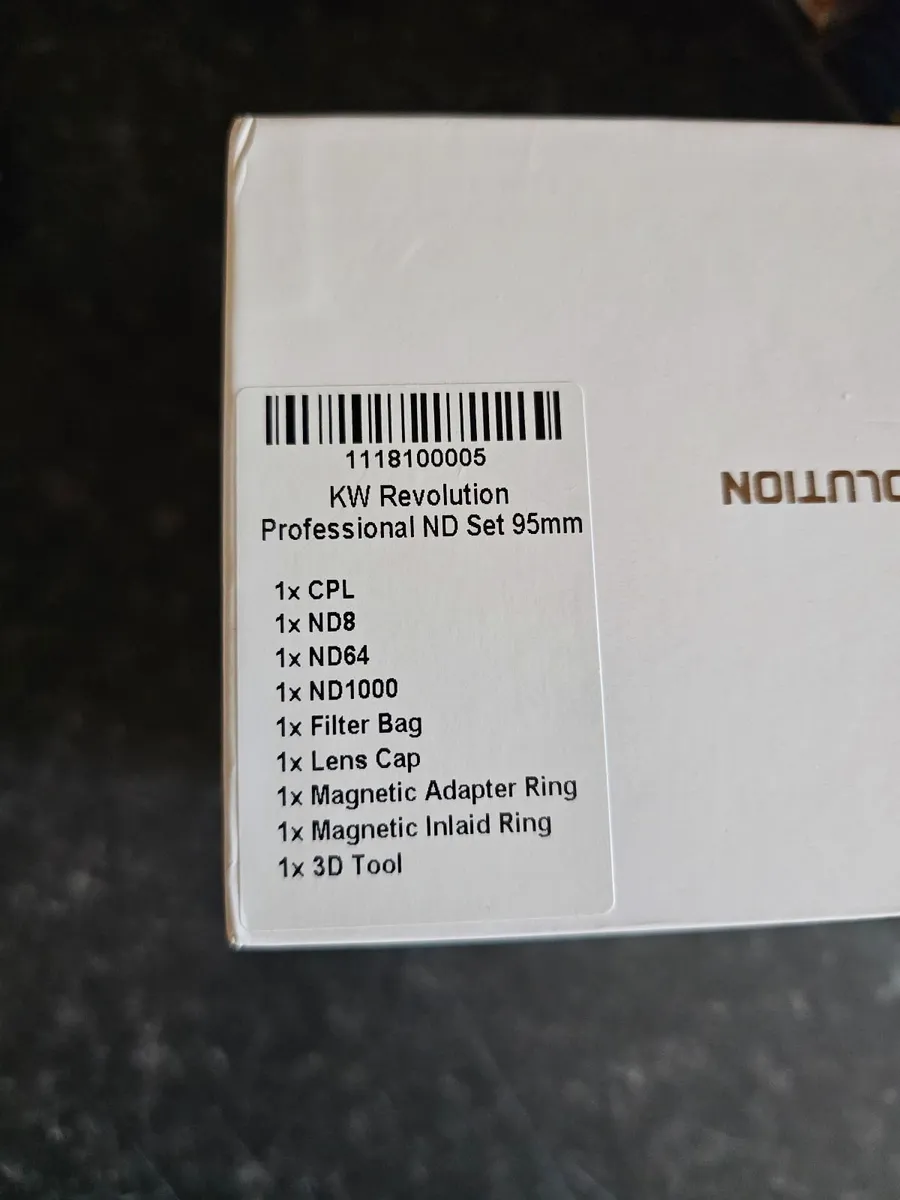 1118100005
KW Revolution
Professional ND Set 95mm
1x CPL
1x ND8
1x ND64
1x ND1000
1x Filter Bag
1x Lens Cap
1x Magnetic Adapter Ring
1x Magnetic Inlaid Ring
1x 3D Tool
OLUTION